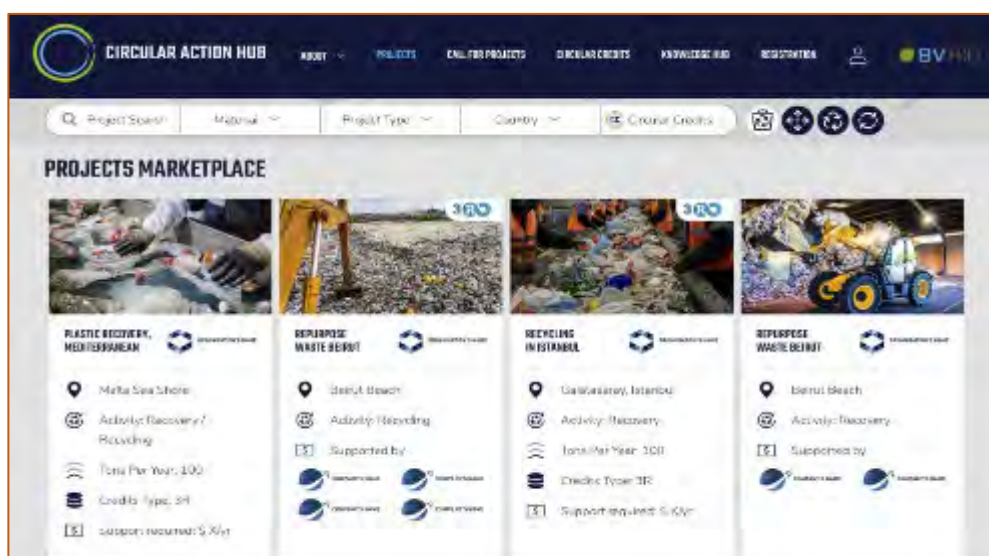 CIRCULAR ACTION HUB
ABOUT
PROJECTS
CALL FOR PROJECTS
CIRCULAR CREDITS
KNOWLEDGE HUB
REGISTRATION
BV
Project Search
Material
Project Type
Country
Circular Credits
PROJECTS MARKETPLACE
PLASTIC RECOVERY,
MEDITERRANEAN
Malta Sea Shore
Activity: Recovery /
Recycling
Tons Per Year: 100
Credits Type: 3R
Support required: $ X/yr
3R
REPURPOSE
WASTE BEIRUT
Beirut Beach
Activity: Recycling
Supported by
3R
RECYCLING
IN ISTANBUL
Galatasaray, Istanbul
Activity: Recovery
Tons Per Year: 100
Credits Type: 3R
Support required: $ X/yr
REPURPOSE
WASTE BEIRUT
Beirut Beach
Activity: Recovery
Supported by